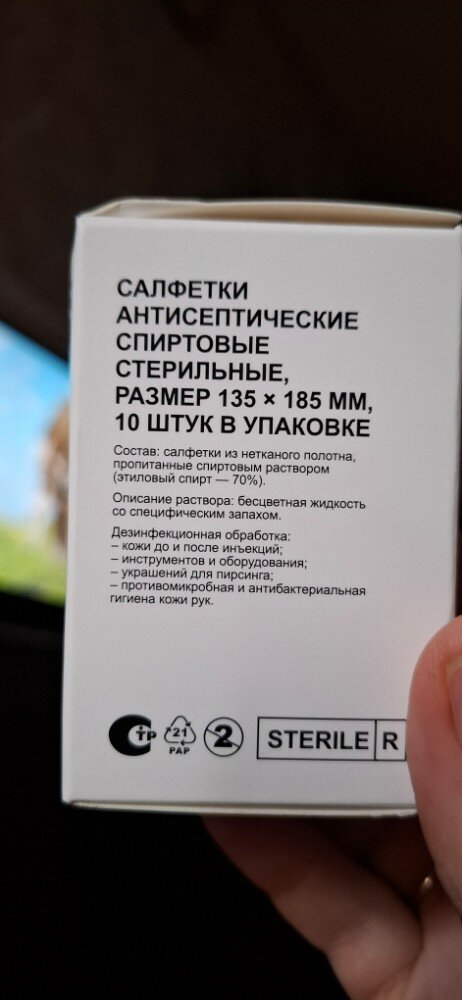 САЛФЕТКИ
АНТИСЕПТИЧЕСКИЕ
СПИРТОВЫЕ
СТЕРИЛЬНЫЕ,
РАЗМЕР 135 × 185 ММ,
10 ШТУК В УПАКОВКЕ
Состав: салфетки из нетканого полотна,
пропитанные спиртовым раствором
(этиловый спирт — 70%).
Описание раствора: бесцветная жидкость
со специфическим запахом.
Дезинфекционная обработка:
– кожи до и после инъекций;
– инструментов и оборудования;
– украшений для пирсинга;
– противомикробная и антибактериальная
гигиена кожи рук.
СТР 21 2 STERILE R
PAP